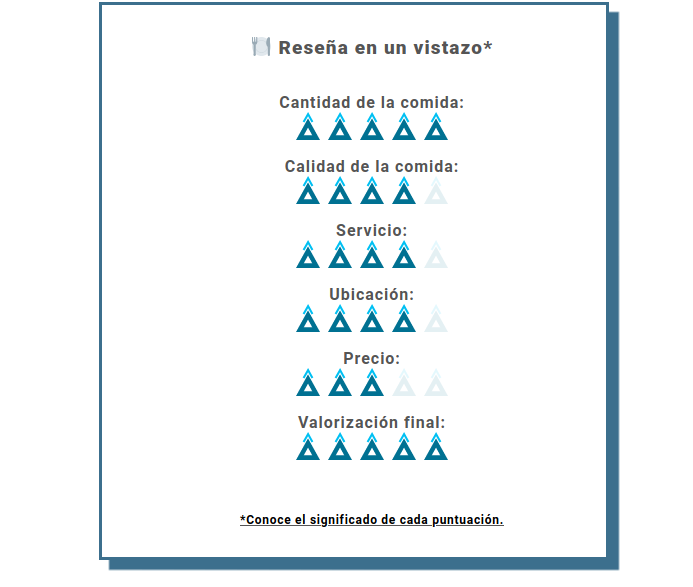 Reseña en un vistazo*
Cantidad de la comida:
Calidad de la comida:
Servicio:
Ubicación:
Precio:
Valorización final:
*Conoce el significado de cada puntuación.